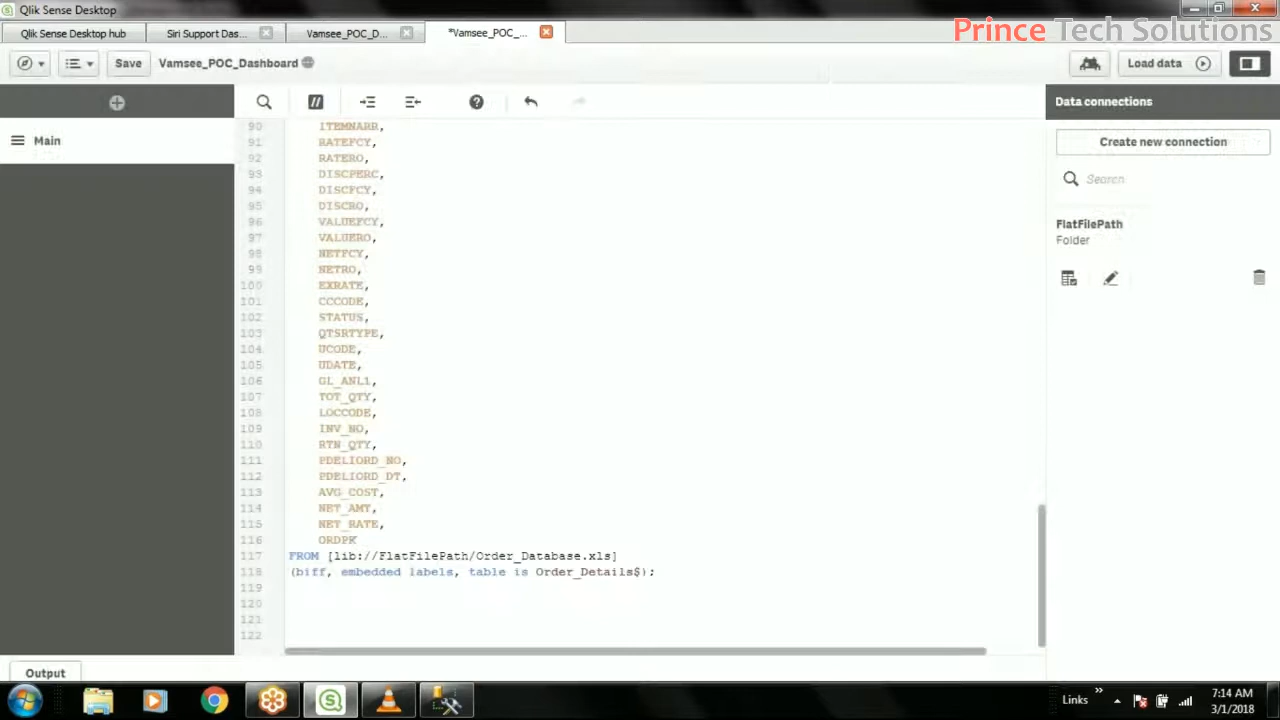 Qlik Sense Desktop
Prince Tech Solutions
Qlik Sense Desktop hub
Siri Support Das...
Vamsee_POC_D...
*Vamsee_POC_...
Save
Vamsee_POC_Dashboard
Load data
Data connections
Main
Create new connection
Search
FlatFilePath
Folder
90 ITEMNARR,
91 RATEFCY,
92 RATERO,
93 DISCPERC,
94 DISCFCY,
95 DISCRO,
96 VALUEFCY,
97 VALUERO,
98 NETFCY,
99 NETRO,
100 EXRATE,
101 CCCODE,
102 STATUS,
103 QTSRTYPE,
104 UCODE,
105 UDATE,
106 GL_ANL1,
107 TOT_QTY,
108 LOCCODE,
109 INV_NO,
110 RTN_QTY,
111 PDELIORD_NO,
112 PDELIORD_DT,
113 AVG_COST,
114 NET_AMT,
115 NET_RATE,
116 ORDPK
117 FROM [lib://FlatFilePath/Order_Database.xls]
118 (biff, embedded labels, table is Order_Details$);
119
120
121
122
Output
Links
7:14 AM
3/1/2018